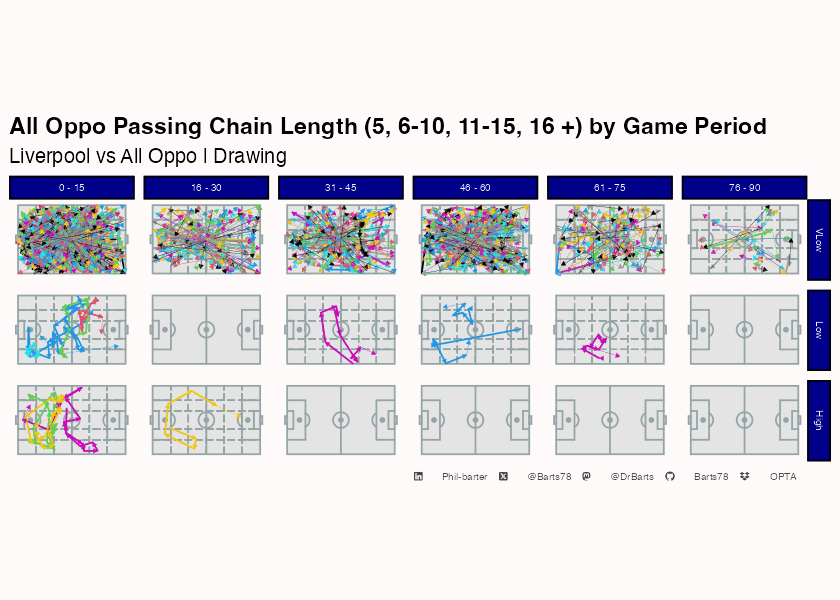 All Oppo Passing Chain Length (5, 6-10, 11-15, 16 +) by Game Period
Liverpool vs All Oppo | Drawing
0 - 15 16 - 30 31 - 45 46 - 60 61 - 75 76 - 90
VLow
Low
High
Phil-barter @Barts78 @DrBarts Barts78 OPTA